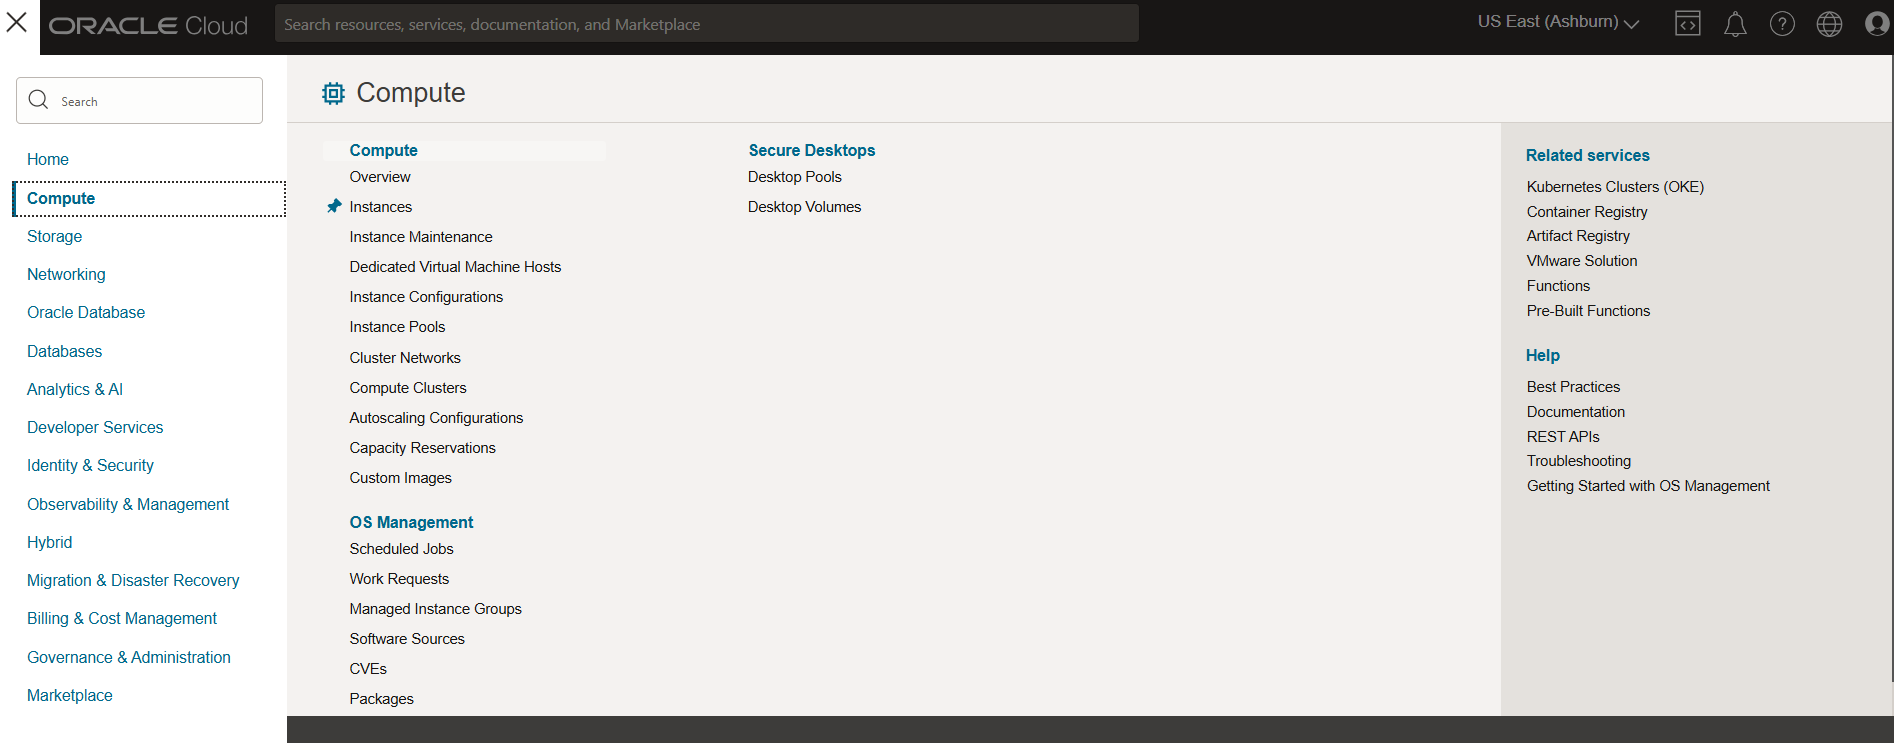 ORACLE Cloud
Search resources, services, documentation, and Marketplace
US East (Ashburn)
Search
Home
Compute
Storage
Networking
Oracle Database
Databases
Analytics & AI
Developer Services
Identity & Security
Observability & Management
Hybrid
Migration & Disaster Recovery
Billing & Cost Management
Governance & Administration
Marketplace
Compute
Compute
Overview
Instances
Instance Maintenance
Dedicated Virtual Machine Hosts
Instance Configurations
Instance Pools
Cluster Networks
Compute Clusters
Autoscaling Configurations
Capacity Reservations
Custom Images
OS Management
Scheduled Jobs
Work Requests
Managed Instance Groups
Software Sources
CVEs
Packages
Secure Desktops
Desktop Pools
Desktop Volumes
Related services
Kubernetes Clusters (OKE)
Container Registry
Artifact Registry
VMware Solution
Functions
Pre-Built Functions
Help
Best Practices
Documentation
REST APIs
Troubleshooting
Getting Started with OS Management